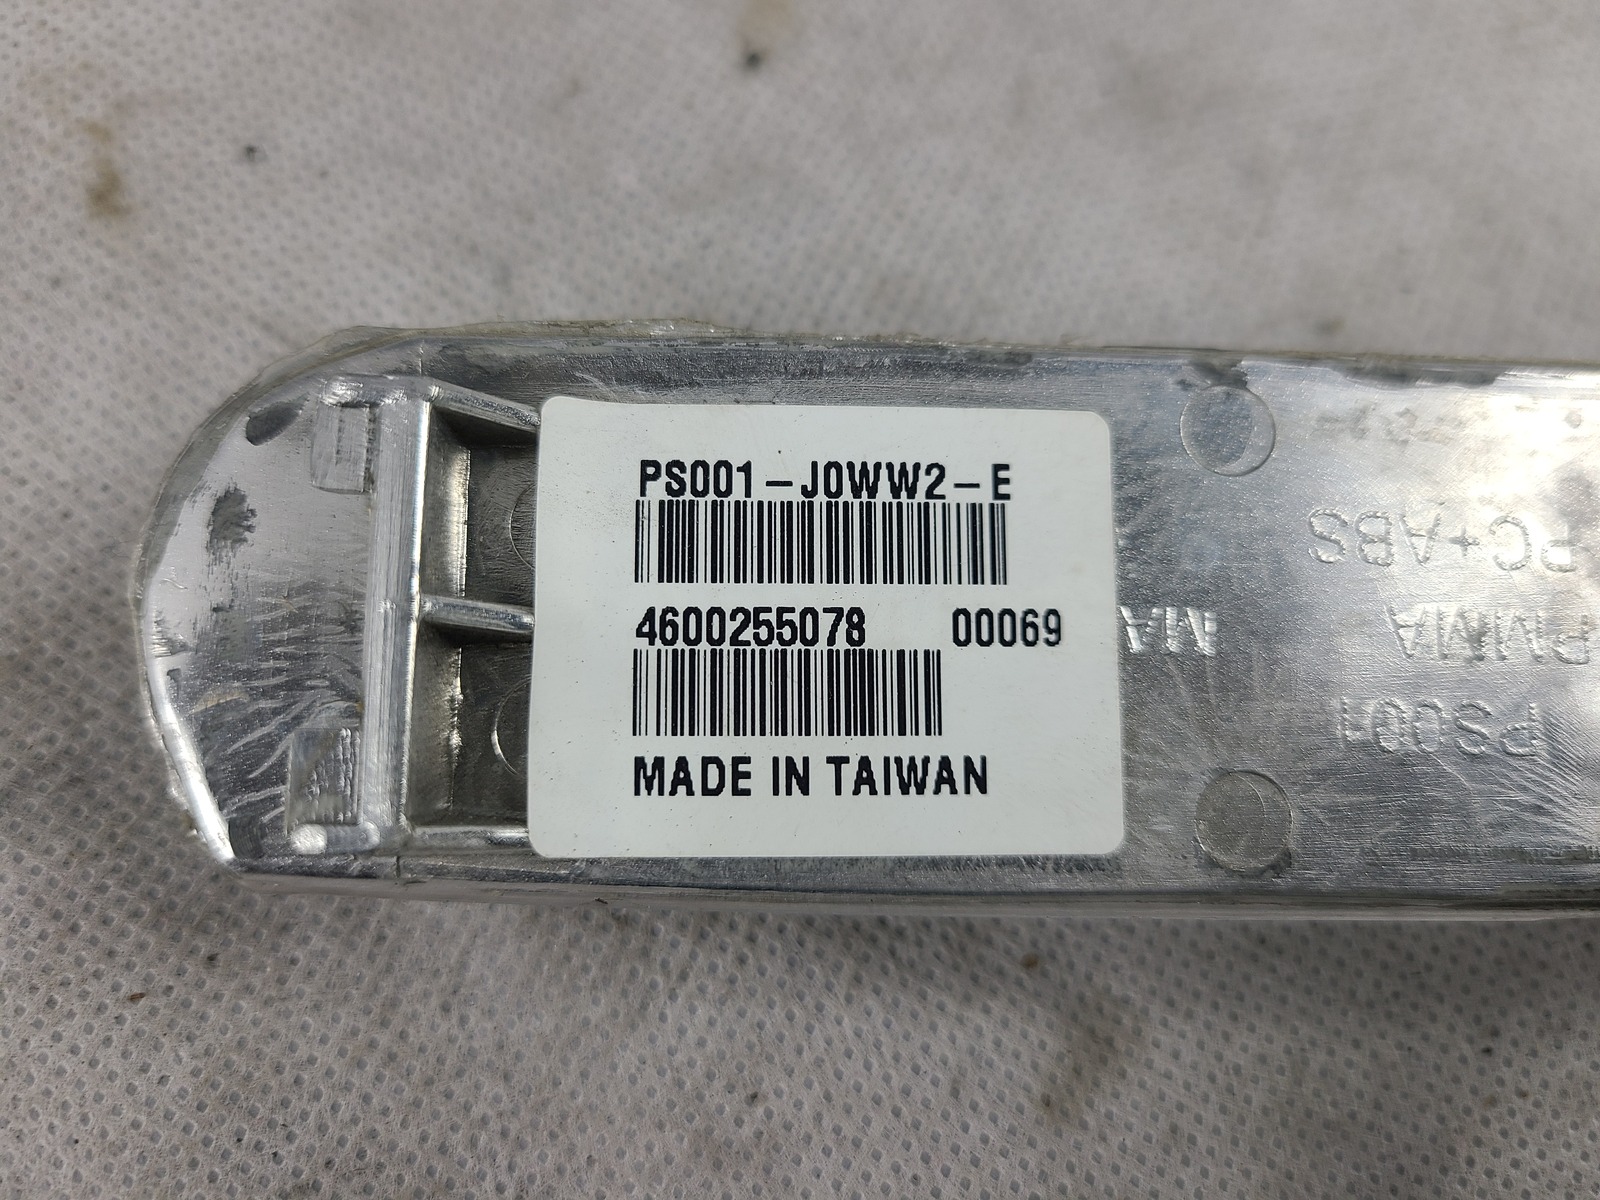 PS001-J0WW2-E
4600255078 00069
MADE IN TAIWAN
PC+ABS
PMMA
PS001